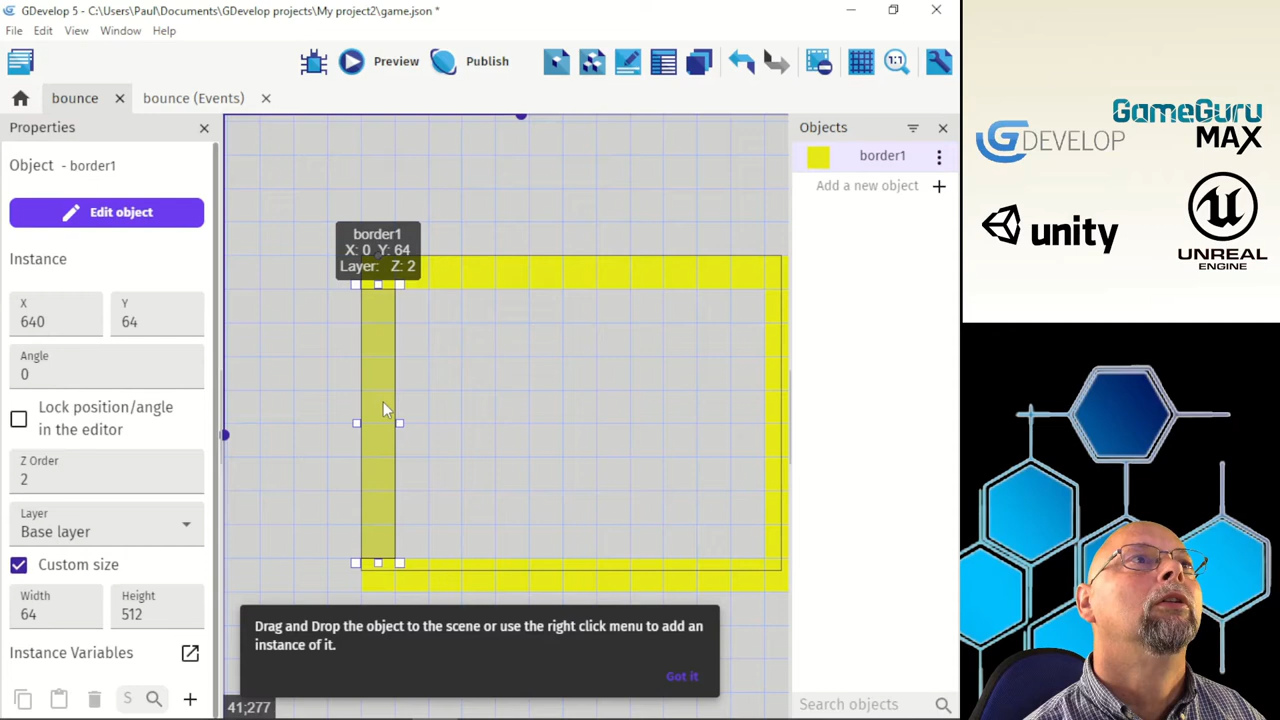 GDevelop 5 - C:\Users\Paul\Documents\GDevelop projects\My project2\game.json *
File Edit View Window Help
Preview
Publish
bounce
bounce (Events)
Properties
Object - border1
Edit object
Instance
X
640
Y
64
Angle
0
Lock position/angle
in the editor
Z Order
2
Layer
Base layer
Custom size
Width
64
Height
512
Instance Variables
S
border1
X: 0 Y: 64
Layer: Z: 2
Drag and Drop the object to the scene or use the right click menu to add an
instance of it.
Got it
41;277
Objects
border1
Add a new object
Search objects
1:1
GameGuru
MAX
GDEVELOP
unity
UNREAL
ENGINE